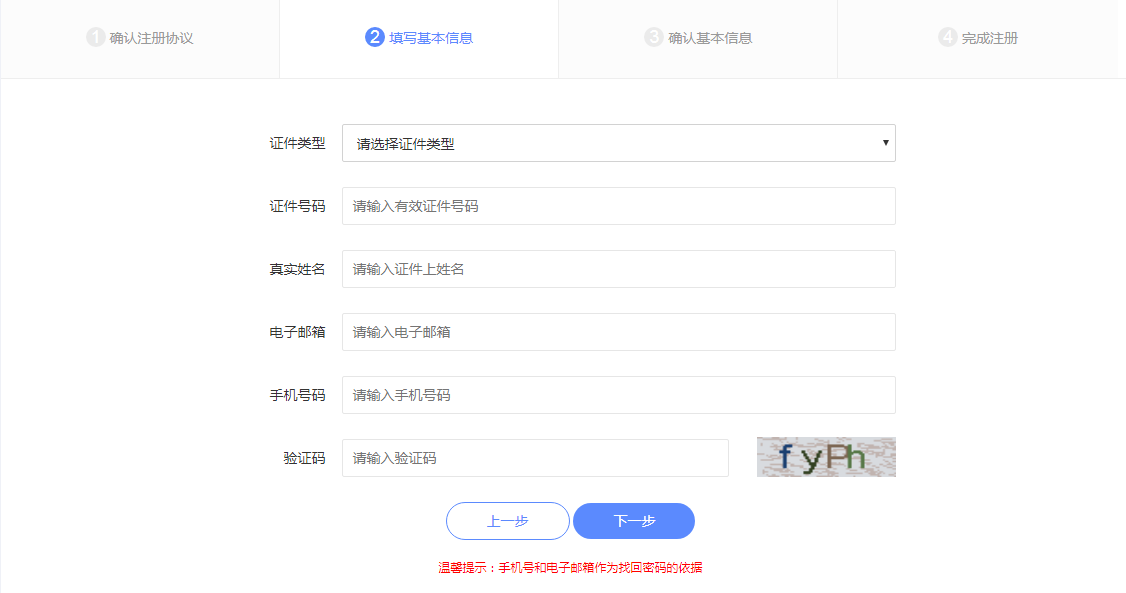 1 确认注册协议
2 填写基本信息
3 确认基本信息
4 完成注册
证件类型 请选择证件类型
证件号码 请输入有效证件号码
真实姓名 请输入证件上姓名
电子邮箱 请输入电子邮箱
手机号码 请输入手机号码
验证码 请输入验证码 fyPh
上一步 下一步
温馨提示：手机号和电子邮箱作为找回密码的依据